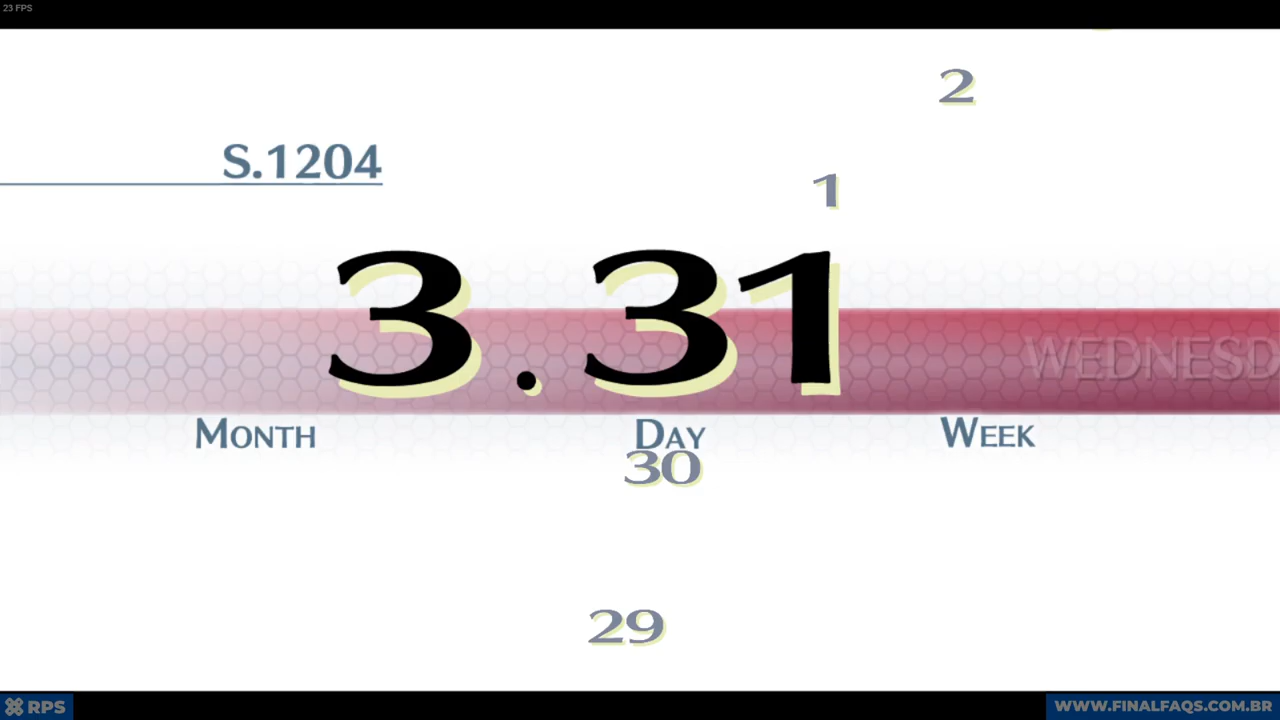 23 FPS
2
S.1204
1
3.31
WEDNESD
MONTH DAY WEEK
30
29
RPS
WWW.FINALFAQS.COM.BR